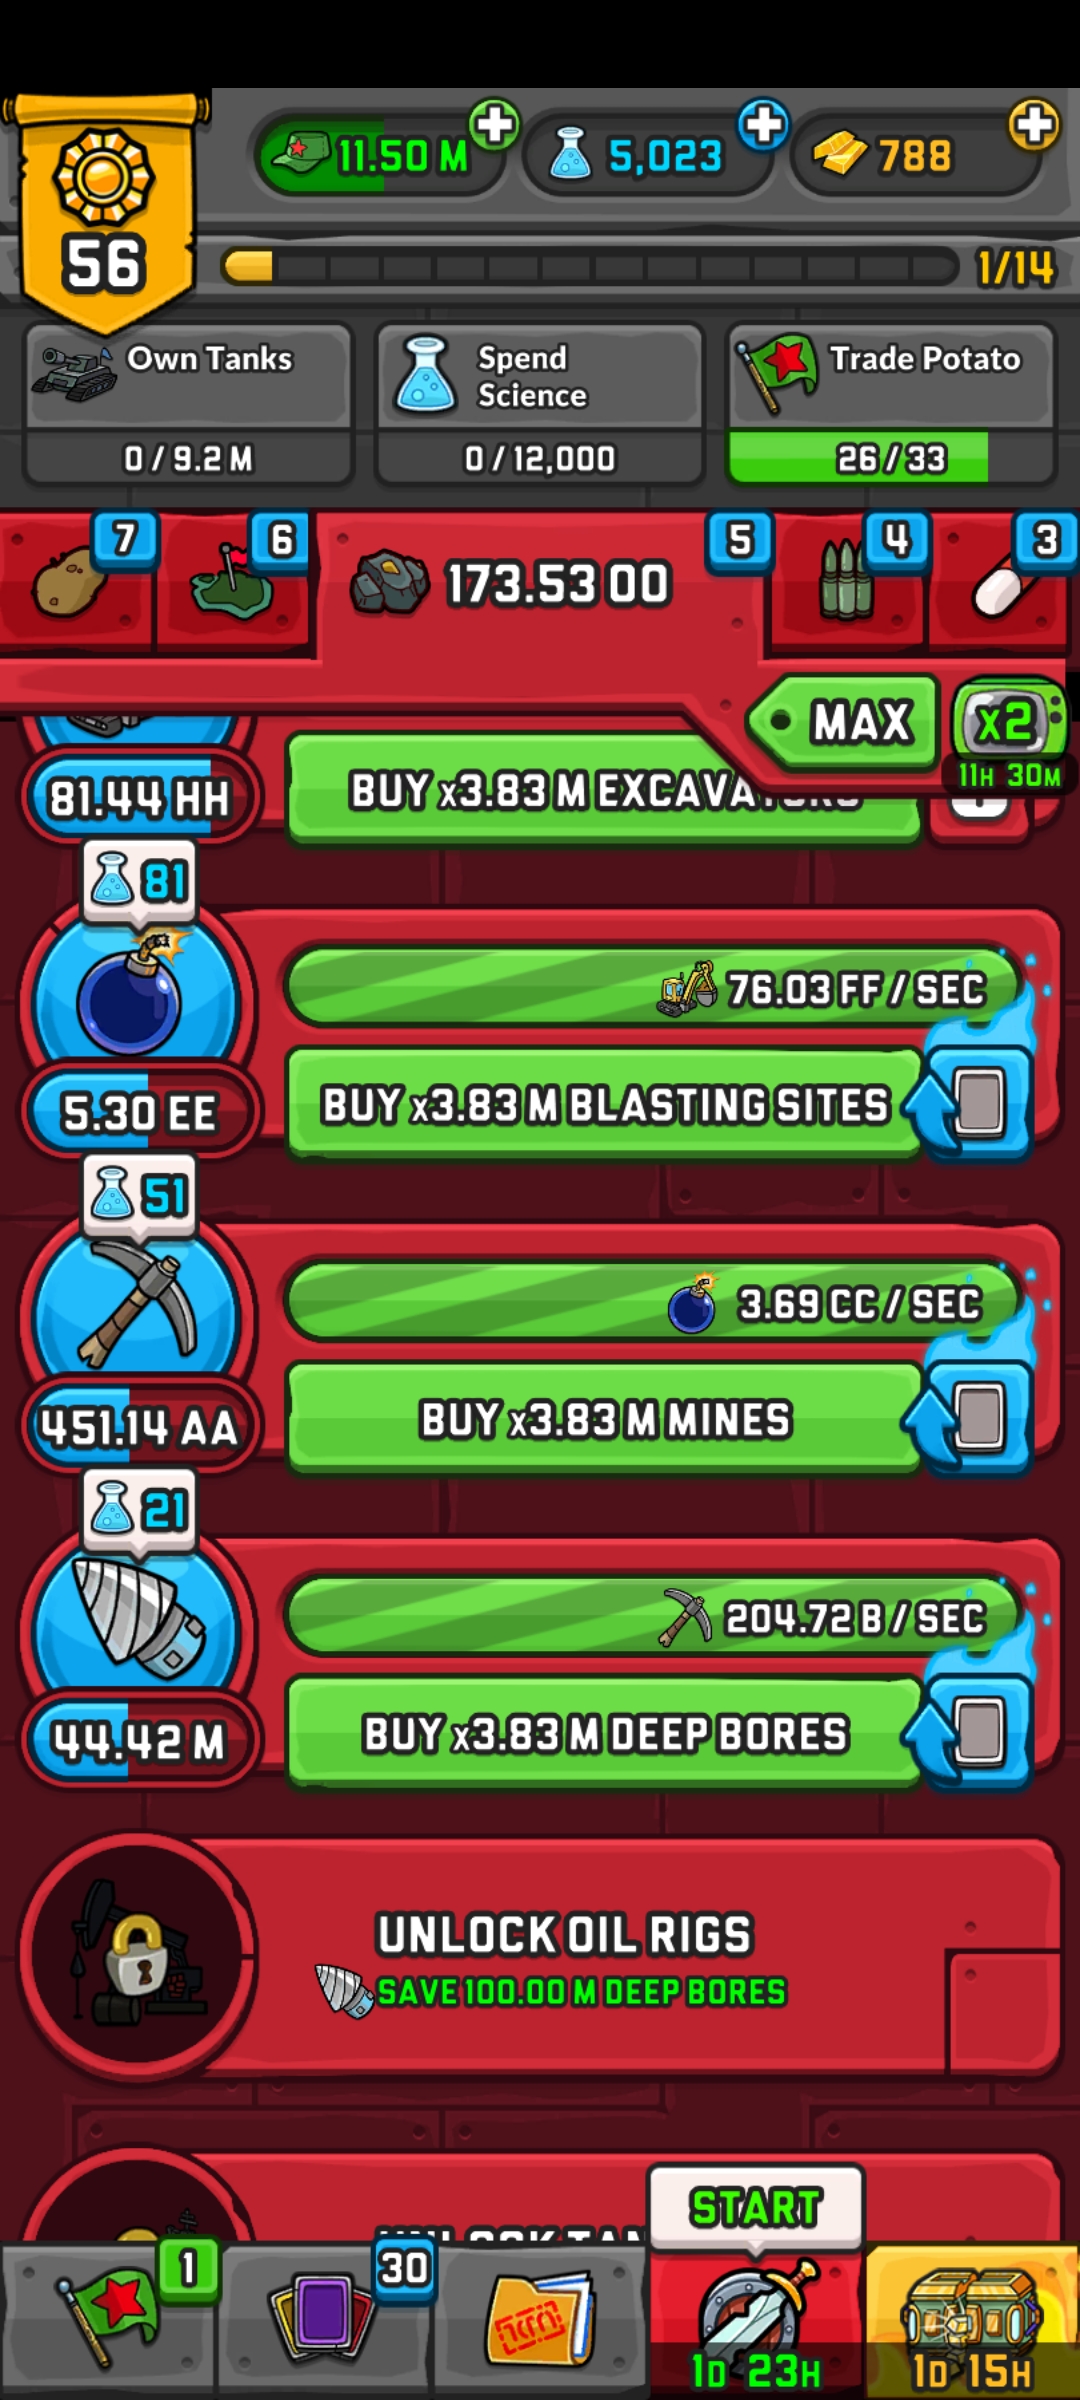 11.50 M
5,023
788
56
1/14
Own Tanks
Spend
Science
Trade Potato
0 / 9.2 M
0 / 12,000
26 / 33
7
6
173.53 OO
5
4
3
MAX
x2
11H 30M
81.44 HH
BUY x3.83 M EXCAVATORS
81
76.03 FF / SEC
5.30 EE
BUY x3.83 M BLASTING SITES
51
3.69 CC / SEC
451.14 AA
BUY x3.83 M MINES
21
204.72 B / SEC
44.42 M
BUY x3.83 M DEEP BORES
UNLOCK OIL RIGS
SAVE 100.00 M DEEP BORES
START
UNLOCK
1
30
1D 23H
1D 15H